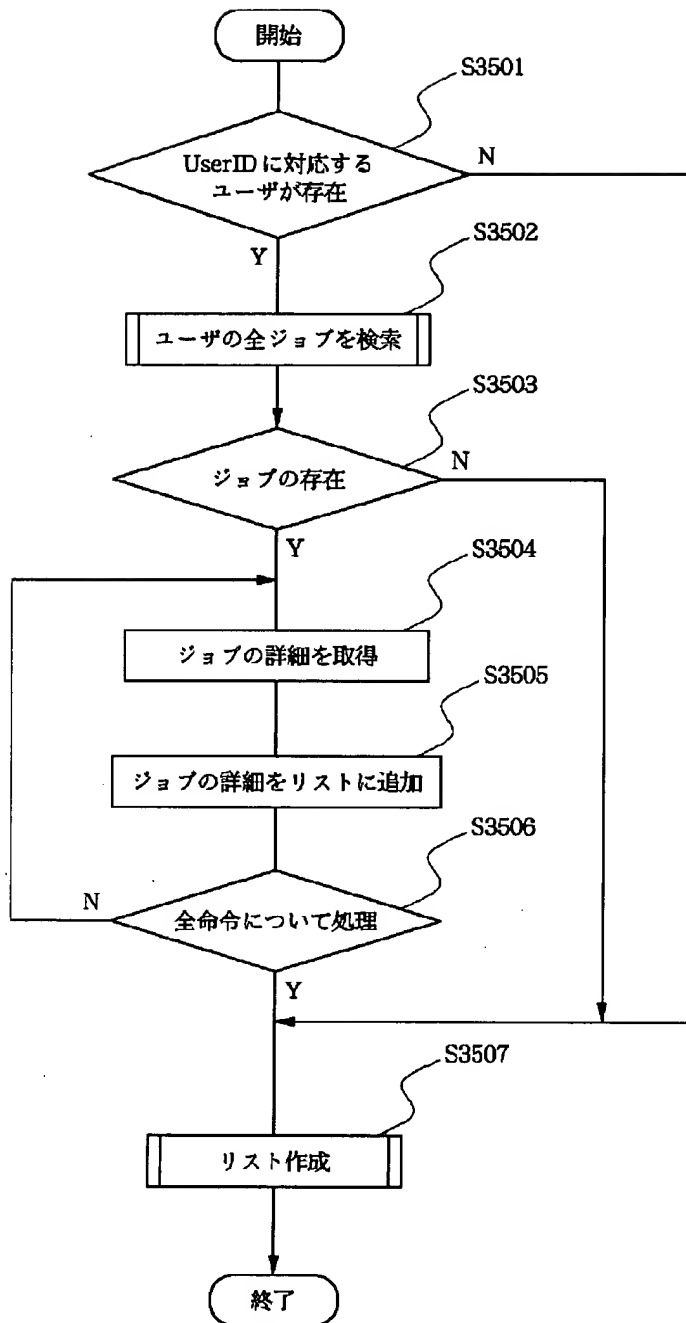 開始
S3501
UserIDに対応する
ユーザが存在
N
Y
S3502
ユーザの全ジョブを検索
S3503
ジョブの存在
N
Y
S3504
ジョブの詳細を取得
S3505
ジョブの詳細をリストに追加
S3506
N
全命令について処理
Y
S3507
リスト作成
終了